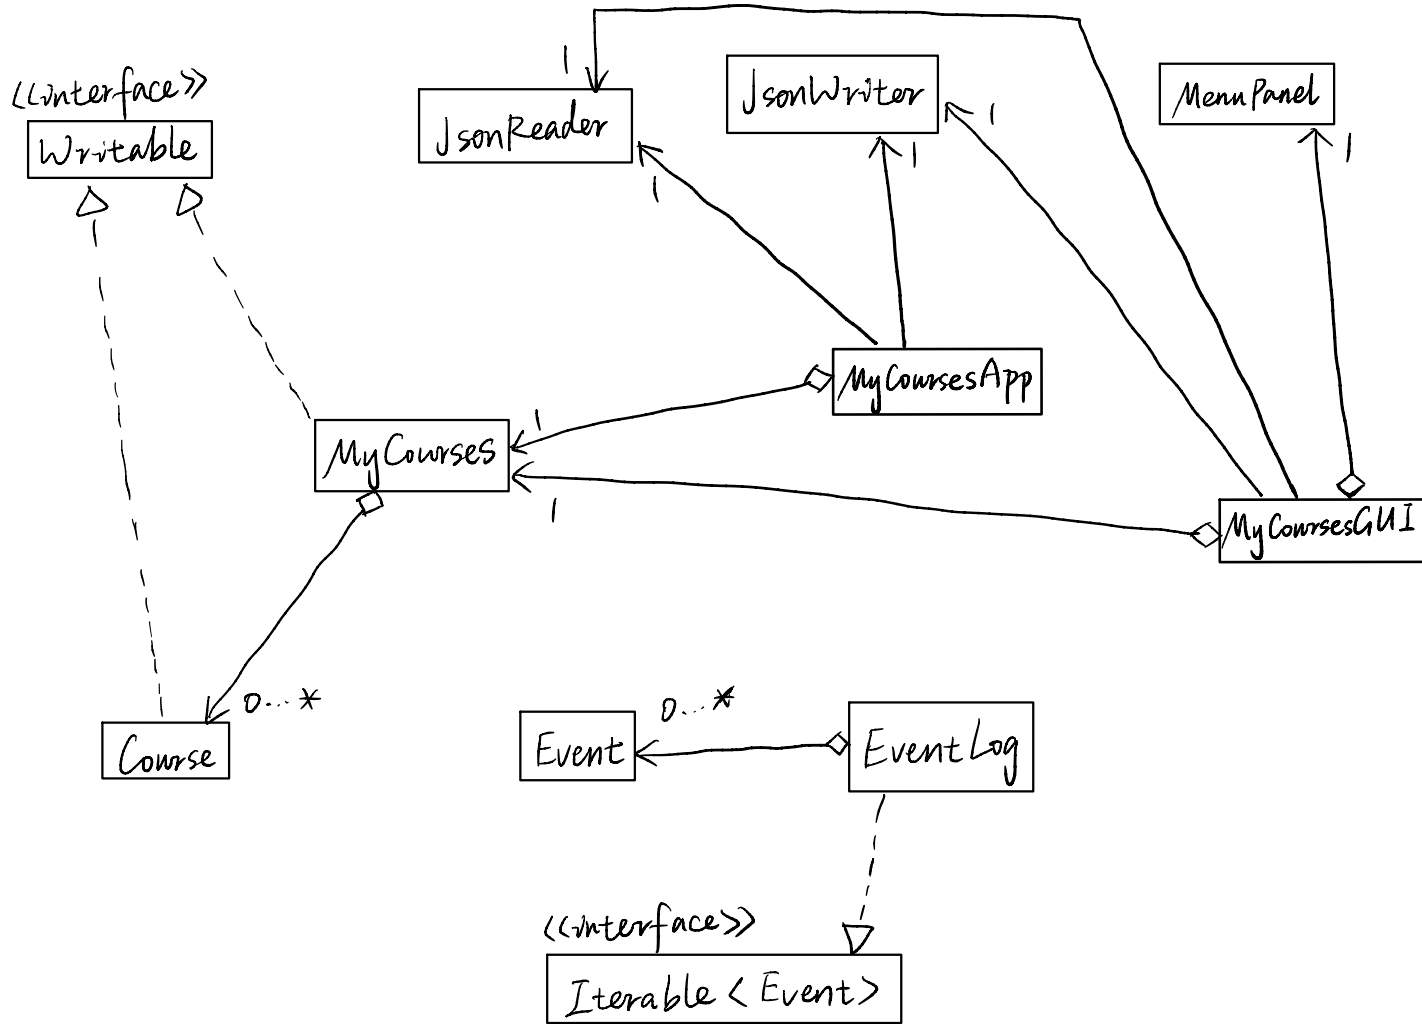 <<interface>>
Writable
1
JsonReader
1
JsonWriter
1
1
MenuPanel
1
MyCoursesApp
1
MyCourses
1
MyCoursesGUI
0...*
Course
Event
0...*
EventLog
<<interface>>
Iterable <Event>